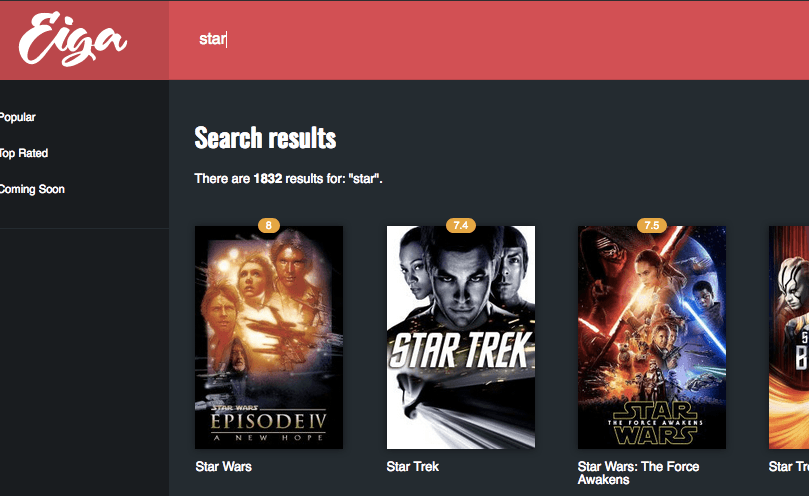 Eiga
star
Popular
Top Rated
Coming Soon
Search results
There are 1832 results for: "star".
8
7.4
7.5
STAR WARS
EPISODE IV
A NEW HOPE
STAR TREK
STAR
THE FORCE AWAKENS
WARS
S
B
Star Wars
Star Trek
Star Wars: The Force
Awakens
Star Tr